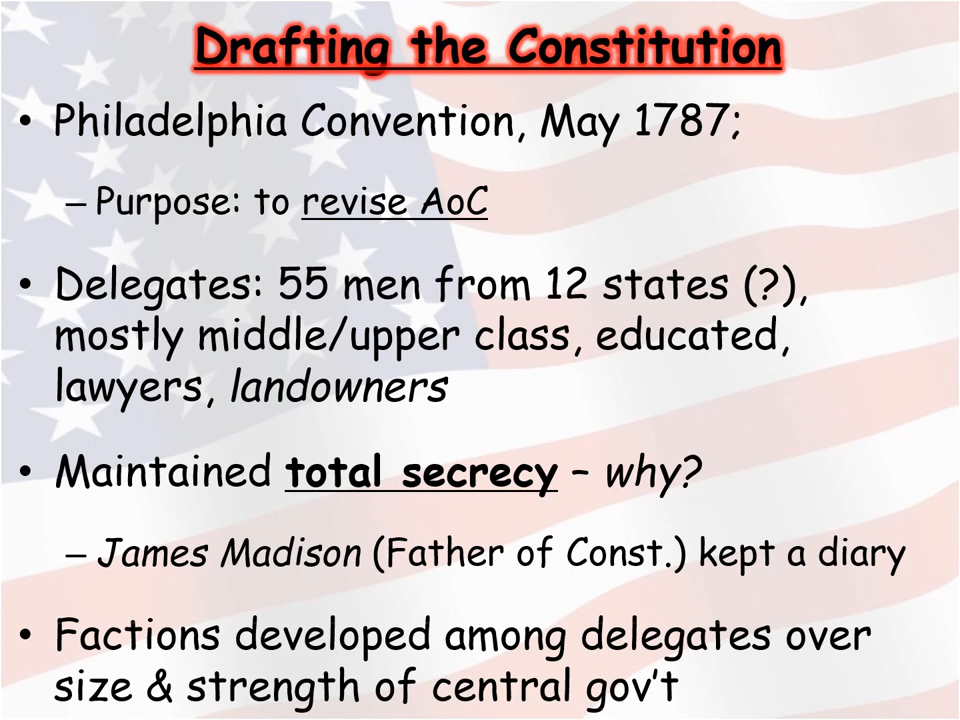 Drafting the Constitution
• Philadelphia Convention, May 1787;
– Purpose: to revise AoC
• Delegates: 55 men from 12 states (?),
mostly middle/upper class, educated,
lawyers, landowners
• Maintained total secrecy – why?
– James Madison (Father of Const.) kept a diary
• Factions developed among delegates over
size & strength of central gov’t